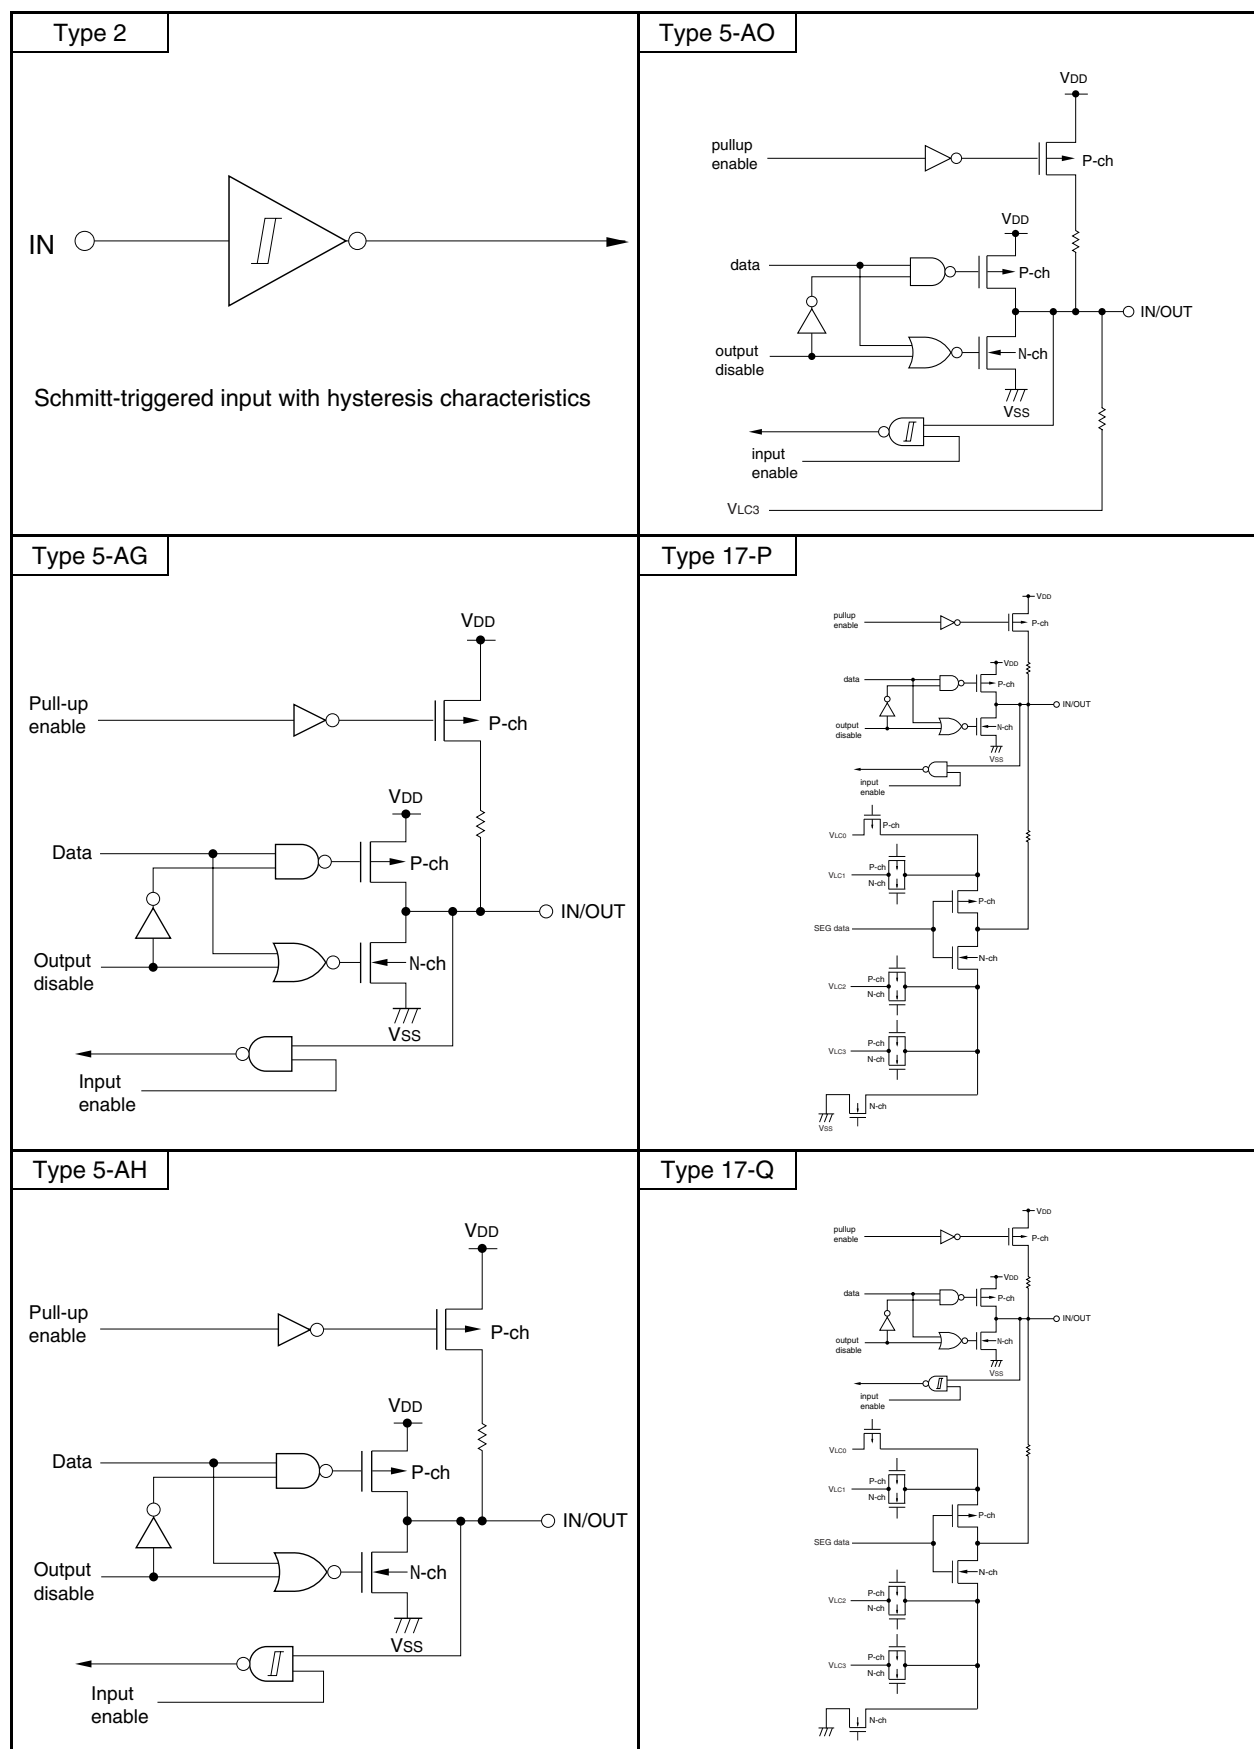 Type 2
IN
Schmitt-triggered input with hysteresis characteristics
Type 5-AO
VDD
pullup
enable
P-ch
VDD
data
P-ch
IN/OUT
output
disable
N-ch
VSS
input
enable
VLC3
Type 5-AG
VDD
Pull-up
enable
P-ch
VDD
Data
P-ch
IN/OUT
Output
disable
N-ch
VSS
Input
enable
Type 17-P
VDD
pullup
enable
P-ch
VDD
data
P-ch
IN/OUT
output
disable
N-ch
VSS
input
enable
VLC0
P-ch
P-ch
VLC1
N-ch
P-ch
SEG data
N-ch
P-ch
VLC2
N-ch
P-ch
VLC3
N-ch
N-ch
VSS
Type 5-AH
VDD
Pull-up
enable
P-ch
VDD
Data
P-ch
IN/OUT
Output
disable
N-ch
VSS
Input
enable
Type 17-Q
VDD
pullup
enable
P-ch
VDD
data
P-ch
IN/OUT
output
disable
N-ch
VSS
input
enable
VLC0
P-ch
VLC1
N-ch
P-ch
SEG data
N-ch
P-ch
VLC2
N-ch
P-ch
VLC3
N-ch
N-ch